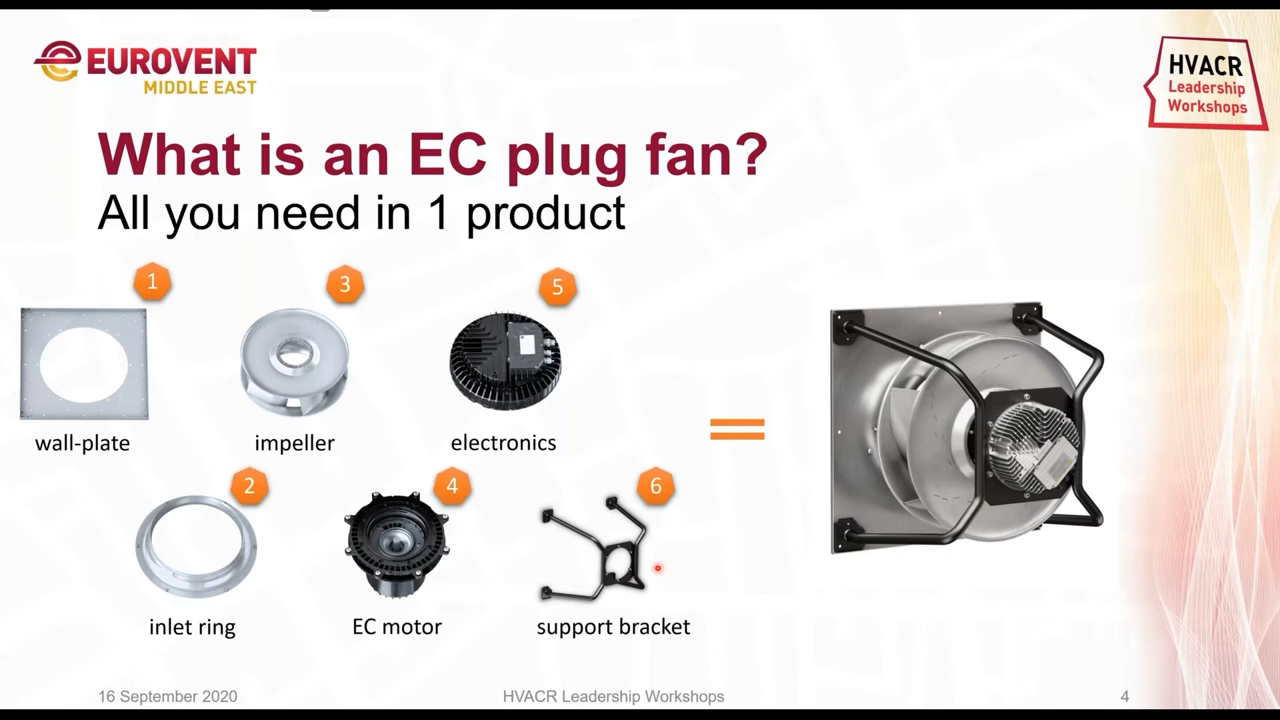 EUROVENT
MIDDLE EAST
HVACR
Leadership
Workshops
What is an EC plug fan?
All you need in 1 product
1
3
5
wall-plate
impeller
electronics
2
4
6
inlet ring
EC motor
support bracket
16 September 2020
HVACR Leadership Workshops
4